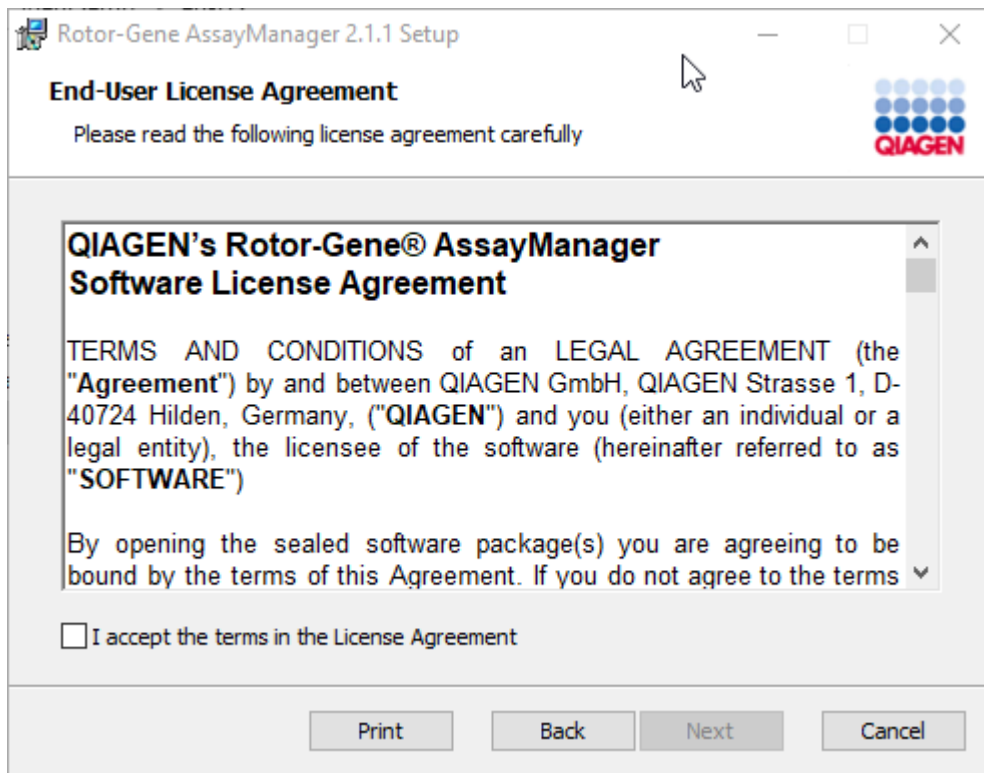 Rotor-Gene AssayManager 2.1.1 Setup
End-User License Agreement
Please read the following license agreement carefully
QIAGEN
QIAGEN’s Rotor-Gene® AssayManager
Software License Agreement
TERMS AND CONDITIONS of an LEGAL AGREEMENT (the
"Agreement") by and between QIAGEN GmbH, QIAGEN Strasse 1, D-
40724 Hilden, Germany, ("QIAGEN") and you (either an individual or a
legal entity), the licensee of the software (hereinafter referred to as
"SOFTWARE")
By opening the sealed software package(s) you are agreeing to be
bound by the terms of this Agreement. If you do not agree to the terms
I accept the terms in the License Agreement
Print Back Next Cancel